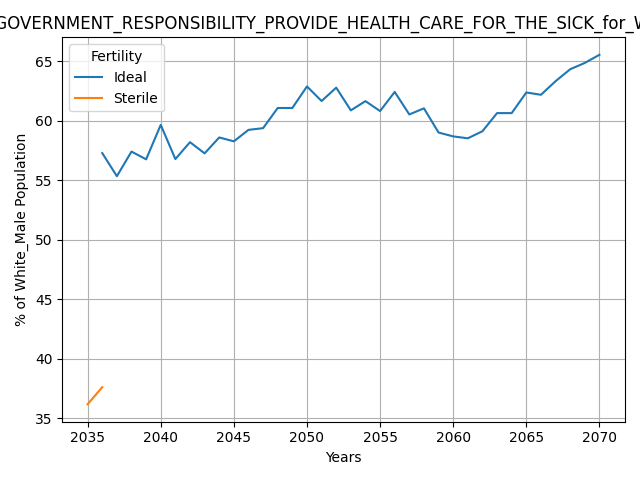 GOVERNMENT_RESPONSIBILITY_PROVIDE_HEALTH_CARE_FOR_THE_SICK_for_W
Fertility
Ideal
Sterile
65
60
55
50
45
40
35
% of White_Male Population
2035 2040 2045 2050 2055 2060 2065 2070
Years